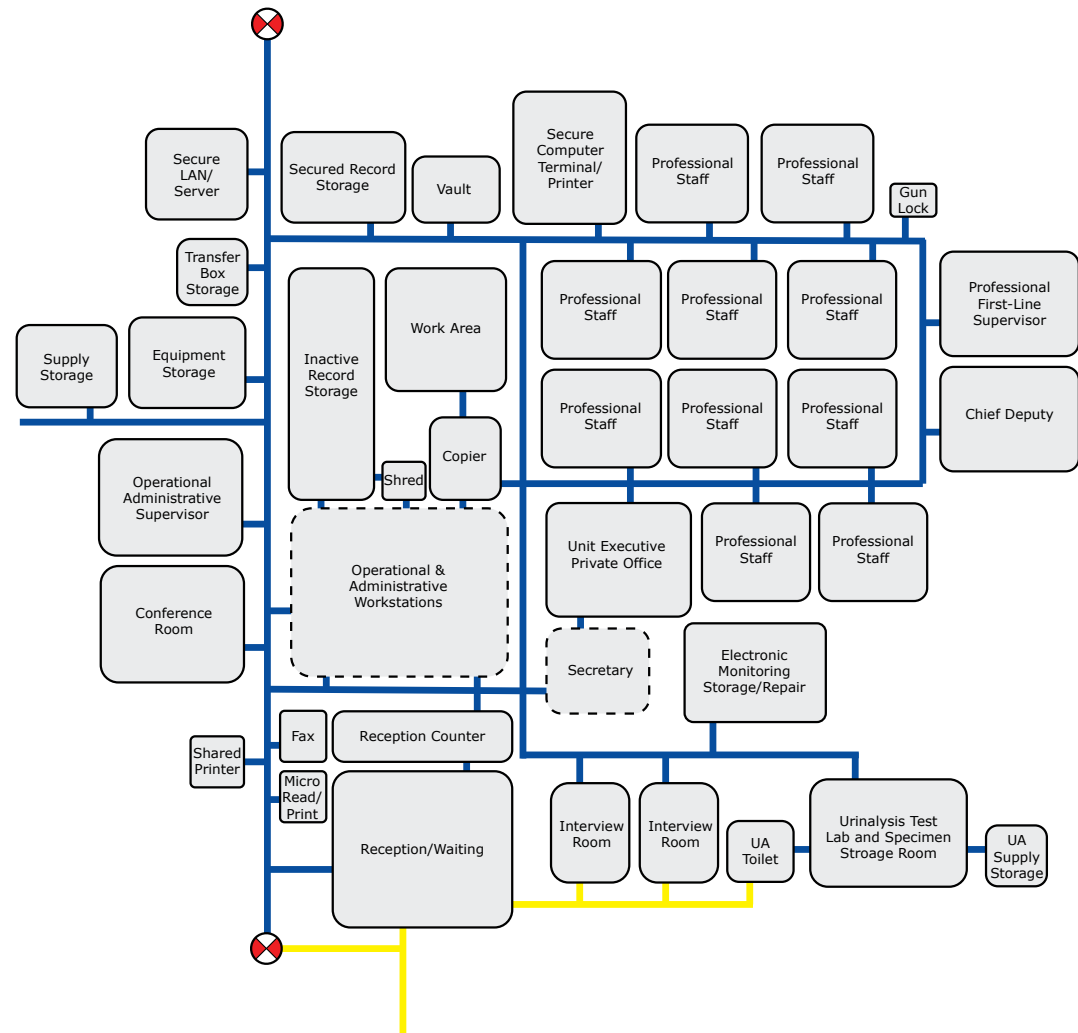 Secure
LAN/
Server
Secured Record
Storage
Vault
Secure
Computer
Terminal/
Printer
Professional
Staff
Professional
Staff
Gun
Lock
Transfer
Box
Storage
Inactive
Record
Storage
Work Area
Professional
Staff
Professional
Staff
Professional
Staff
Professional
First-Line
Supervisor
Supply
Storage
Equipment
Storage
Copier
Shred
Professional
Staff
Professional
Staff
Professional
Staff
Chief Deputy
Operational
Administrative
Supervisor
Operational &
Administrative
Workstations
Unit Executive
Private Office
Professional
Staff
Professional
Staff
Conference
Room
Secretary
Electronic
Monitoring
Storage/Repair
Shared
Printer
Fax
Reception Counter
Micro
Read/
Print
Reception/Waiting
Interview
Room
Interview
Room
UA
Toilet
Urinalysis Test
Lab and Specimen
Stroage Room
UA
Supply
Storage